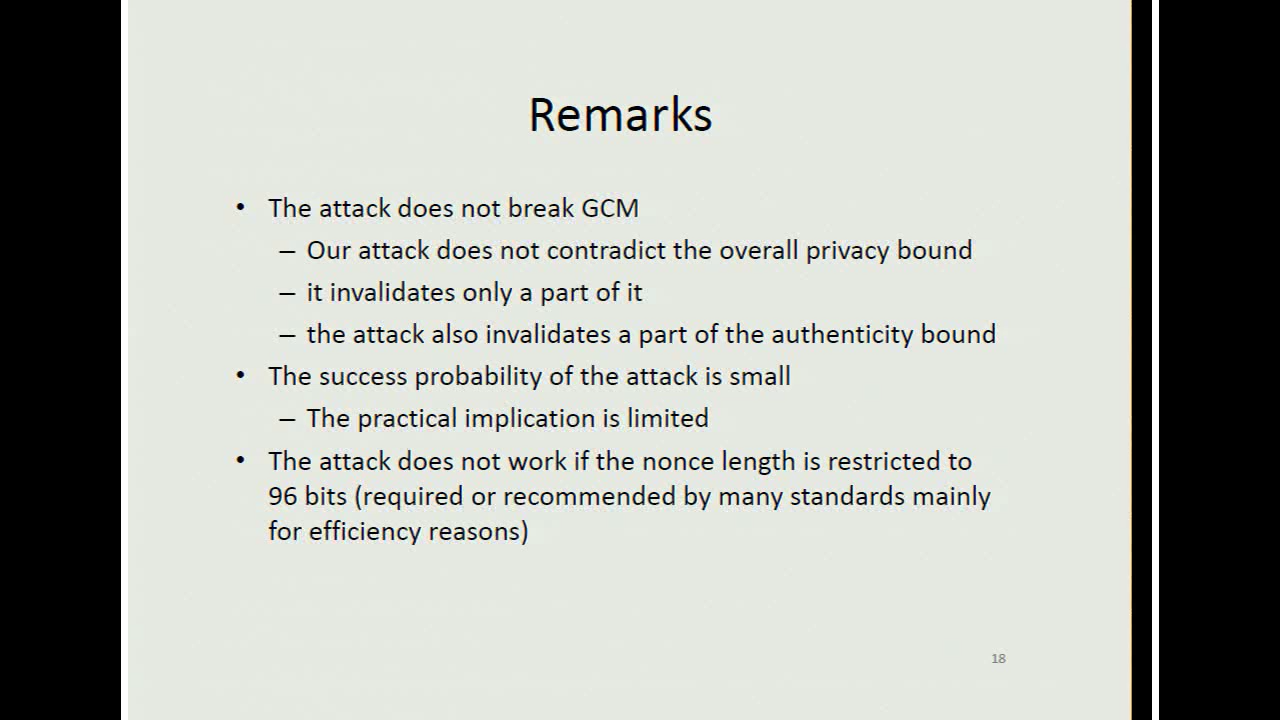 Remarks
• The attack does not break GCM
– Our attack does not contradict the overall privacy bound
– it invalidates only a part of it
– the attack also invalidates a part of the authenticity bound
• The success probability of the attack is small
– The practical implication is limited
• The attack does not work if the nonce length is restricted to
96 bits (required or recommended by many standards mainly
for efficiency reasons)
18